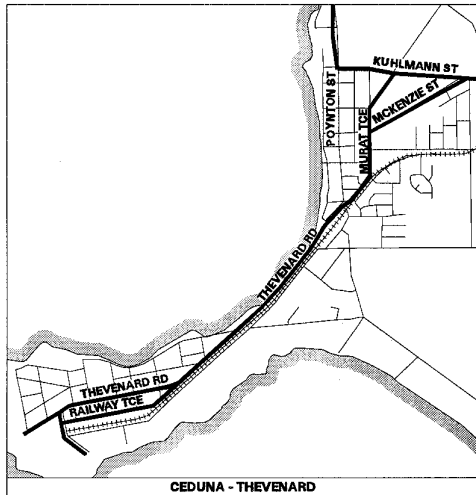 KUHLMANN ST
MCKENZIE ST
POYNTON ST
MURAT TCE
THEVENARD RD
THEVENARD RD
RAILWAY TCE
CEDUNA - THEVENARD